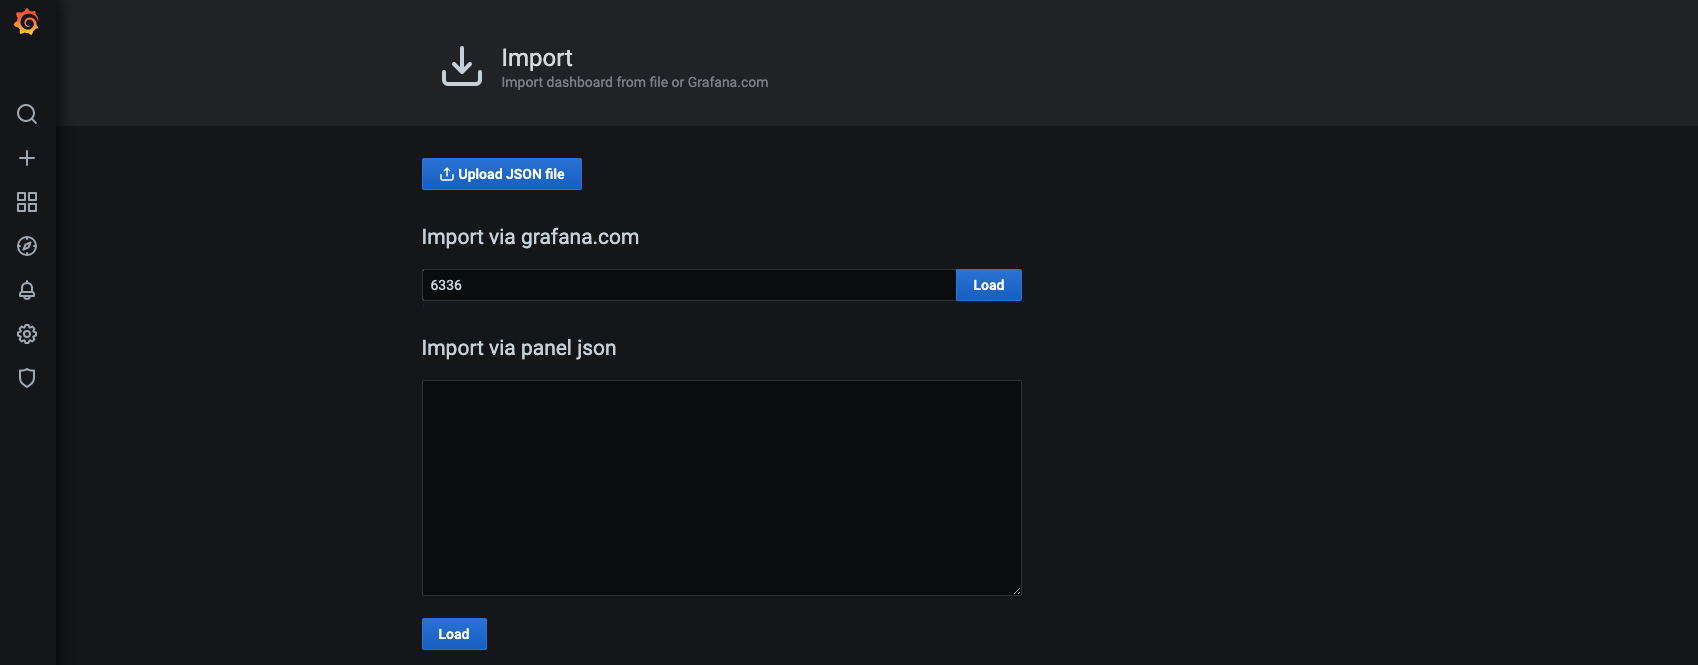 Import
Import dashboard from file or Grafana.com
Upload JSON file
Import via grafana.com
6336
Load
Import via panel json
Load